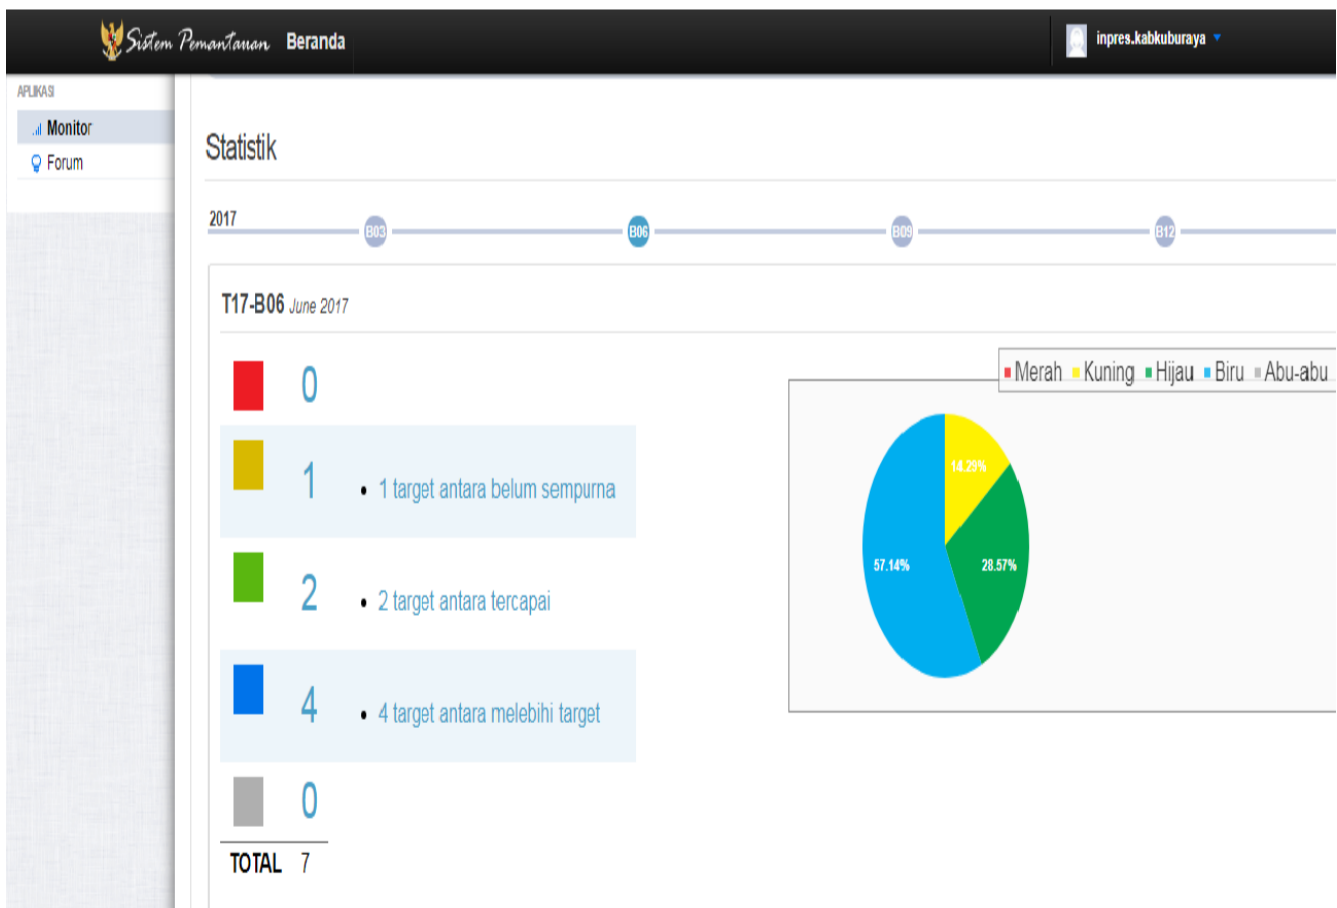 Sistem Pemantauan Beranda inpres.kabkuburaya
APLIKASI
Monitor
Forum
Statistik
2017
B03 B06 B09 B12
T17-B06 June 2017
Merah Kuning Hijau Biru Abu-abu
0
1 • 1 target antara belum sempurna
2 • 2 target antara tercapai
4 • 4 target antara melebihi target
0
TOTAL 7
14.29%
57.14% 28.57%